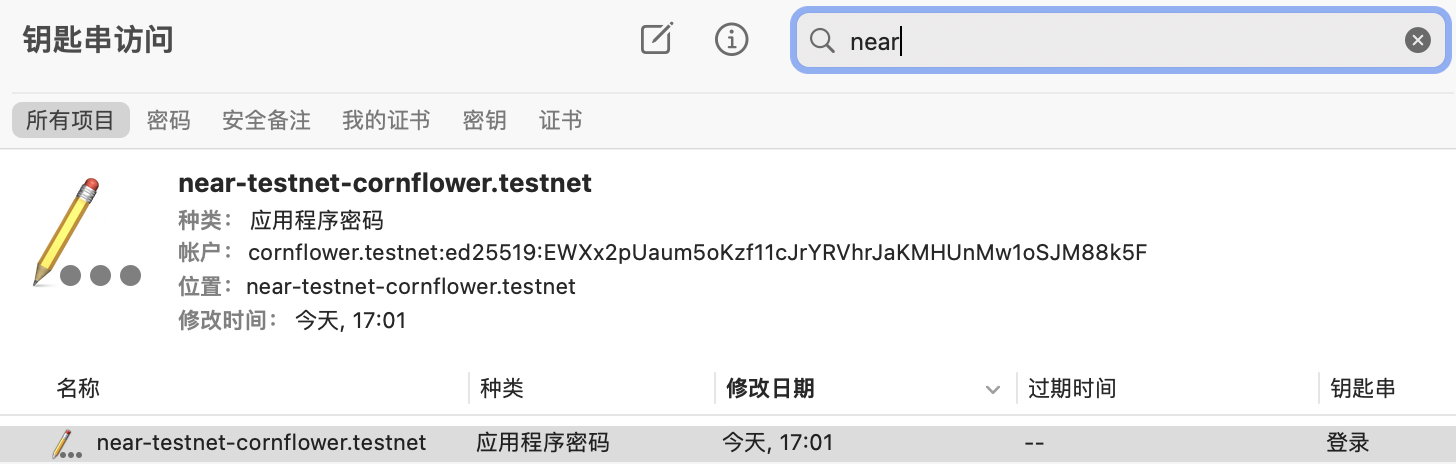 钥匙串访问
near
所有项目 密码 安全备注 我的证书 密钥 证书
near-testnet-cornflower.testnet
种类： 应用程序密码
帐户： cornflower.testnet:ed25519:EWXx2pUaum5oKzf11cJrYRVhrJaKMHUnMw1oSJM88k5F
位置： near-testnet-cornflower.testnet
修改时间： 今天, 17:01
名称 种类 修改日期 过期时间 钥匙串
near-testnet-cornflower.testnet 应用程序密码 今天, 17:01 -- 登录